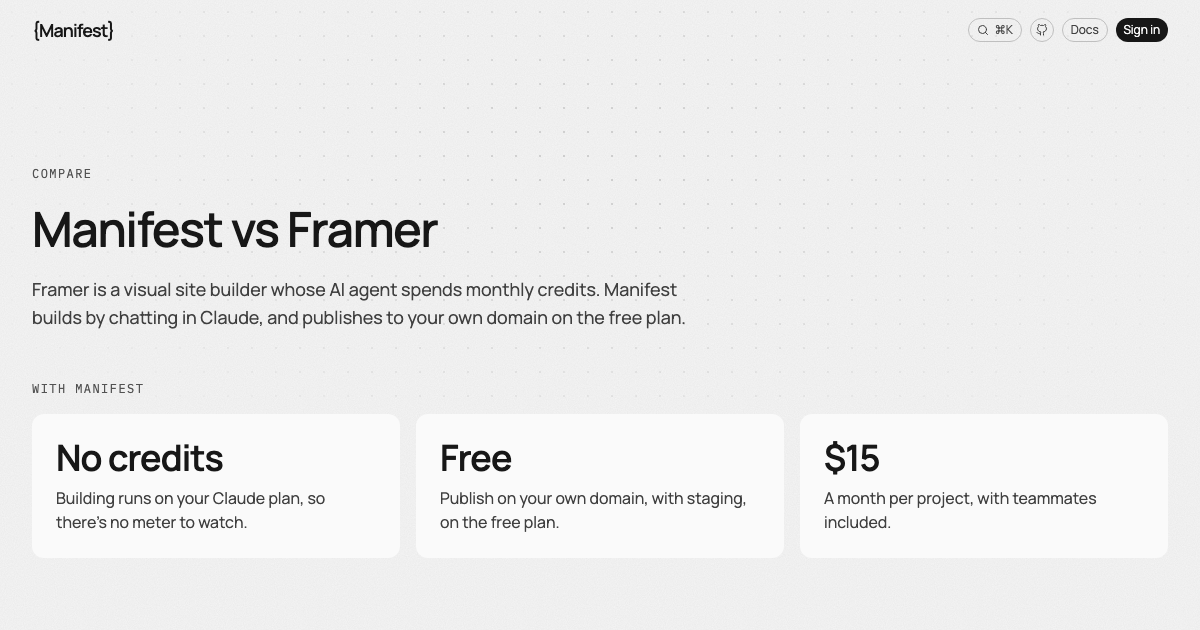 {Manifest}
⌘K
Docs
Sign in
COMPARE
Manifest vs Framer
Framer is a visual site builder whose AI agent spends monthly credits. Manifest
builds by chatting in Claude, and publishes to your own domain on the free plan.
WITH MANIFEST
No credits
Building runs on your Claude plan, so
there's no meter to watch.
Free
Publish on your own domain, with staging,
on the free plan.
$15
A month per project, with teammates
included.